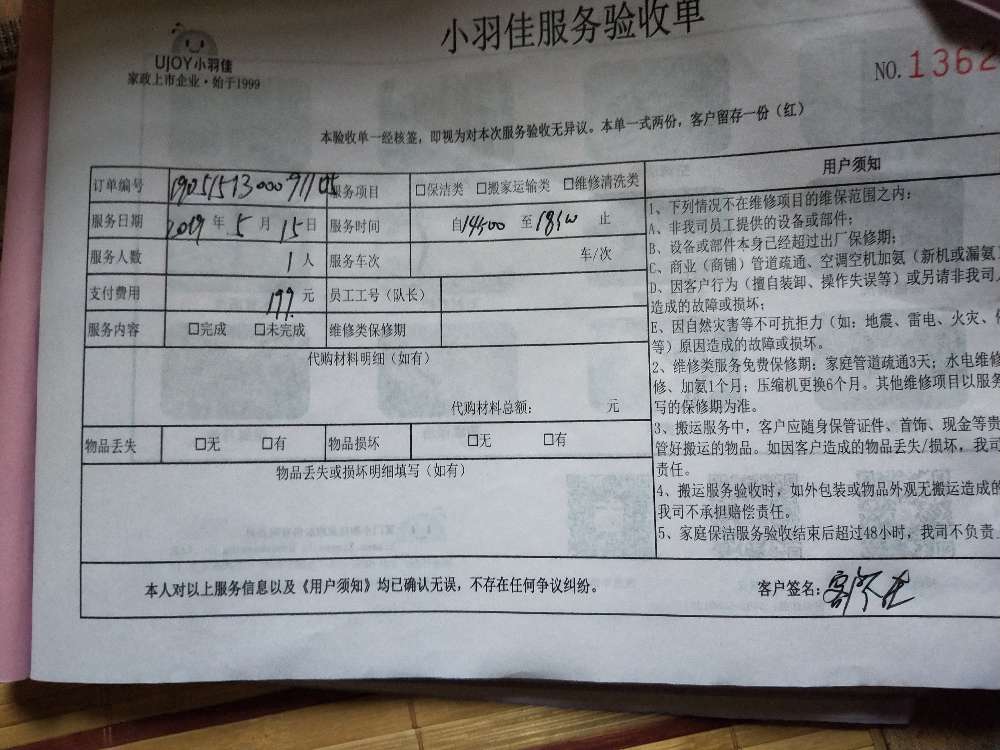 小羽佳服务验收单
UJOY小羽佳
家政上市企业·始于1999
NO.1362
本验收单一经核签，即视为对本次服务验收无异议。本单一式两份，客户留存一份（红）
订单编号 服务项目 □保洁类 □搬家运输类 □维修清洗类
服务日期 2019 年 5 月 15 日 服务时间 自 至 止
服务人数 1 人 服务车次 车/次
支付费用 177 元 员工工号（队长）
服务内容 □完成 □未完成 维修类保修期
代购材料明细（如有）
代购材料总额： 元
物品丢失 □无 □有 物品损坏 □无 □有
物品丢失或损坏明细填写（如有）
用户须知
1、下列情况不在维修项目的维保范围之内：
A、非我司员工提供的设备或部件；
B、设备或部件本身已经超过出厂保修期；
C、商业（商铺）管道疏通、空调空机加氨（新机或漏氨
D、因客户行为（擅自装卸、操作失误等）或另请非我司
造成的故障或损坏；
E、因自然灾害等不可抗拒力（如：地震、雷电、火灾、
等）原因造成的故障或损坏。
2、维修类服务免费保修期：家庭管道疏通3天；水电维修
修、加氨1个月；压缩机更换6个月。其他维修项目以服务
写的保修期为准。
3、搬运服务中，客户应随身保管证件、首饰、现金等贵
管好搬运的物品。如因客户造成的物品丢失/损坏，我司
责任。
4、搬运服务验收时，如外包装或物品外观无搬运造成的
我司不承担赔偿责任。
5、家庭保洁服务验收结束后超过48小时，我司不负责
本人对以上服务信息以及《用户须知》均已确认无误，不存在任何争议纠纷。
客户签名：客不在